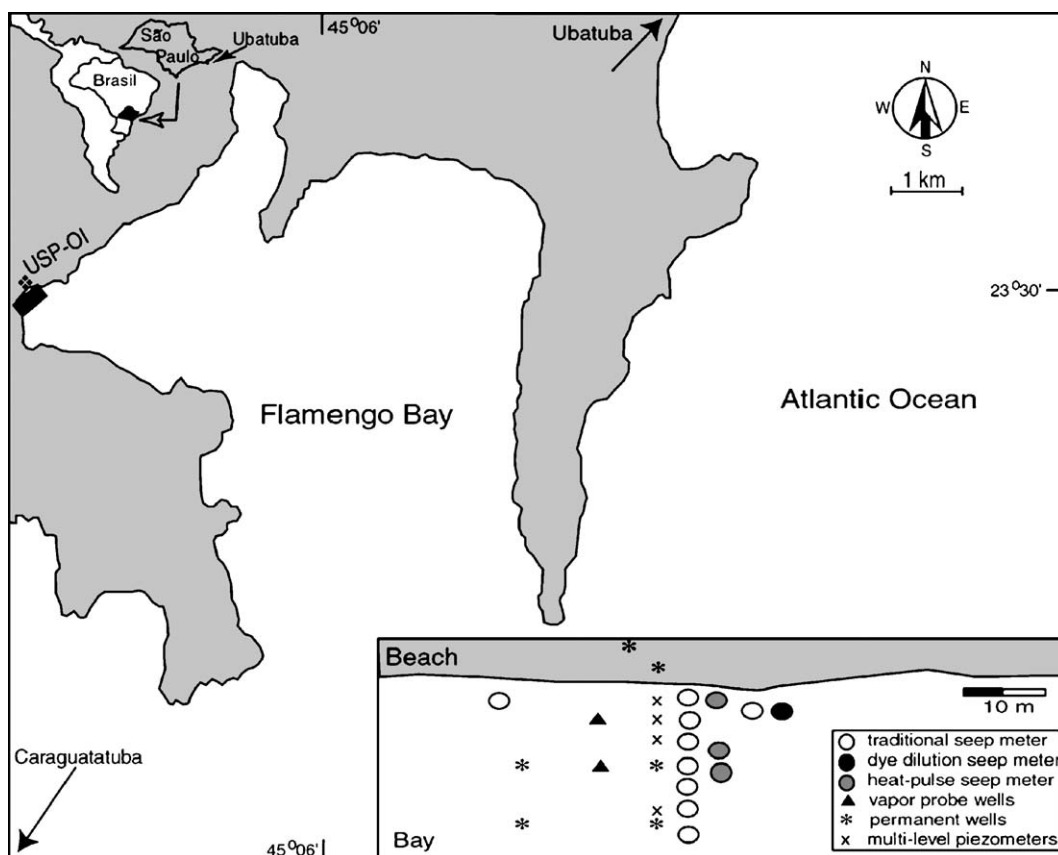 45°06'
São
Paulo
Ubatuba
Brasil
Ubatuba
N
W E
S
1 km
USP-OI
23°30'
Flamengo Bay
Atlantic Ocean
Caraguatatuba
45°06'
Beach
10 m
traditional seep meter
dye dilution seep meter
heat-pulse seep meter
vapor probe wells
permanent wells
multi-level piezometers
Bay